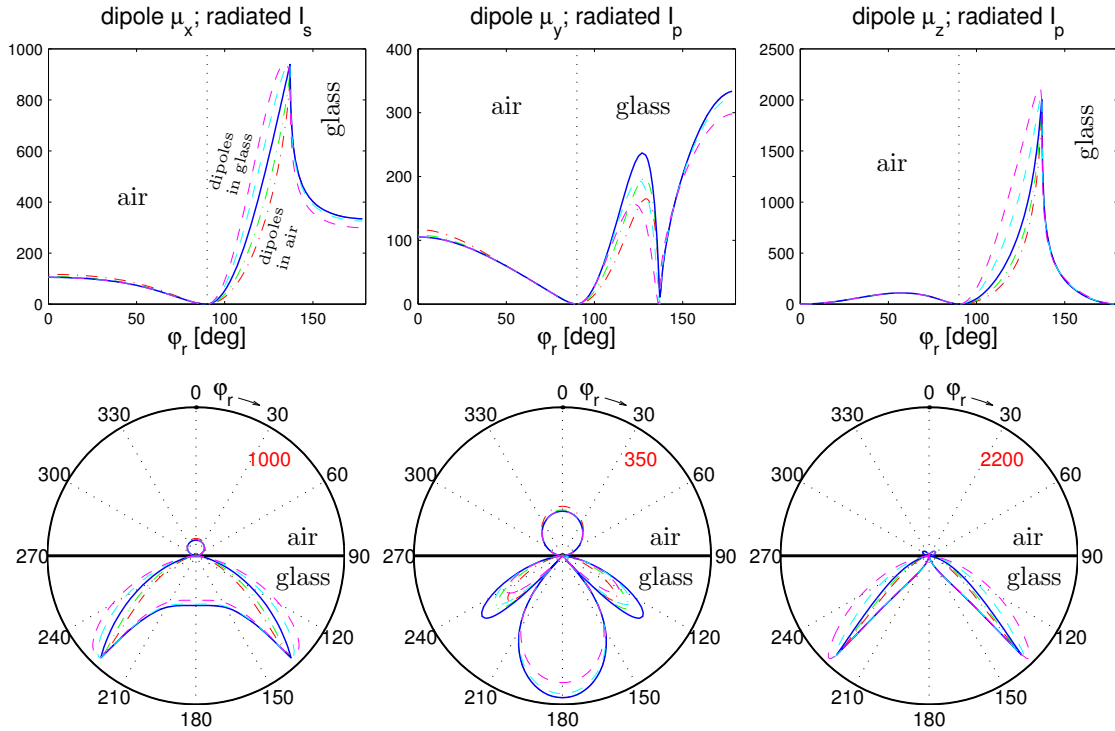 dipole μx; radiated Is
dipole μy; radiated Ip
dipole μz; radiated Ip
1000
800
600
400
200
0
air
dipoles
in glass
dipoles
in air
glass
0 50 100 150
φr [deg]
400
300
200
100
0
air
glass
0 50 100 150
φr [deg]
2500
2000
1500
1000
500
0
air
glass
0 50 100 150
φr [deg]
0 φr
330 30
1000
300 60
air
270 90
glass
240 120
210 150
180
0 φr
330 30
350
300 60
air
270 90
glass
240 120
210 150
180
0 φr
330 30
2200
300 60
air
270 90
glass
240 120
210 150
180